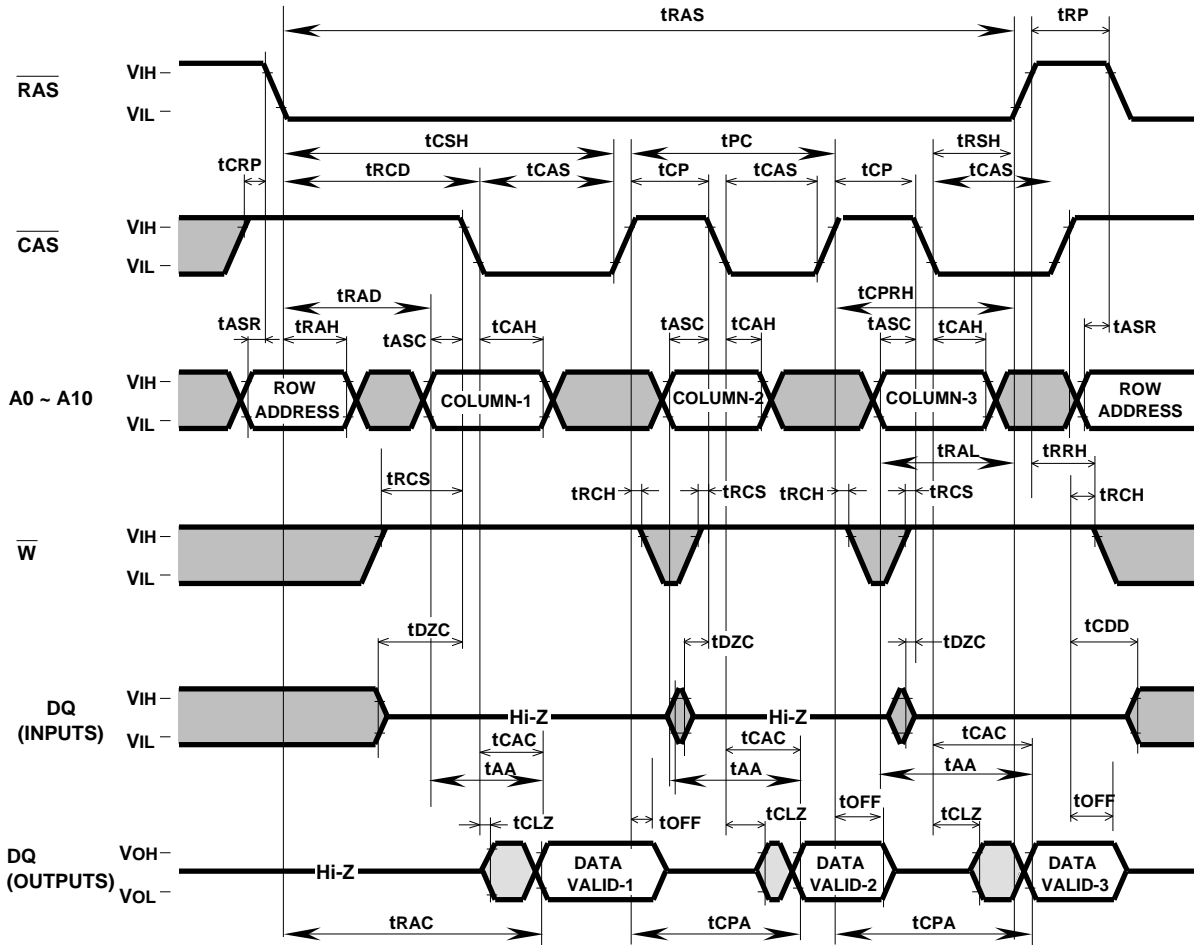 tRAS tRP
RAS VIH
VIL
tCSH tPC tRSH
tCRP tRCD tCAS tCP tCAS tCP tCAS
CAS VIH
VIL
tRAD tCPRH
tASR tRAH tASC tCAH tASC tCAH tASC tCAH tASR
A0 ~ A10 VIH
VIL
ROW ADDRESS COLUMN-1 COLUMN-2 COLUMN-3 ROW ADDRESS
tRAL tRRH
tRCS tRCH tRCS tRCH tRCS tRCH
W VIH
VIL
tDZC tDZC tDZC tCDD
DQ (INPUTS) VIH
VIL
Hi-Z Hi-Z
tCAC tCAC tCAC
tAA tAA tAA
tCLZ tOFF tCLZ tOFF tCLZ tOFF
DQ (OUTPUTS) VOH
VOL
Hi-Z DATA VALID-1 DATA VALID-2 DATA VALID-3
tRAC tCPA tCPA